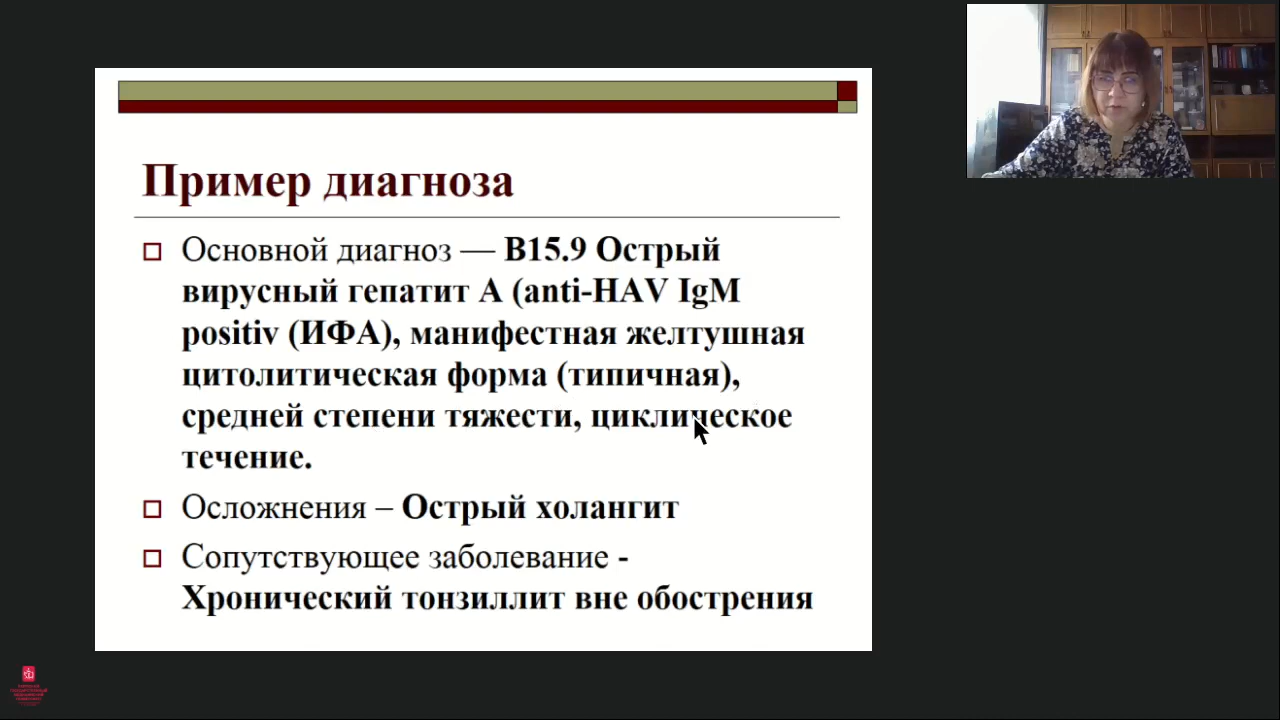 Пример диагноза
Основной диагноз — В15.9 Острый
вирусный гепатит А (anti-HAV IgM
positiv (ИФА), манифестная желтушная
цитолитическая форма (типичная),
средней степени тяжести, циклическое
течение.
Осложнения – Острый холангит
Сопутствующее заболевание -
Хронический тонзиллит вне обострения